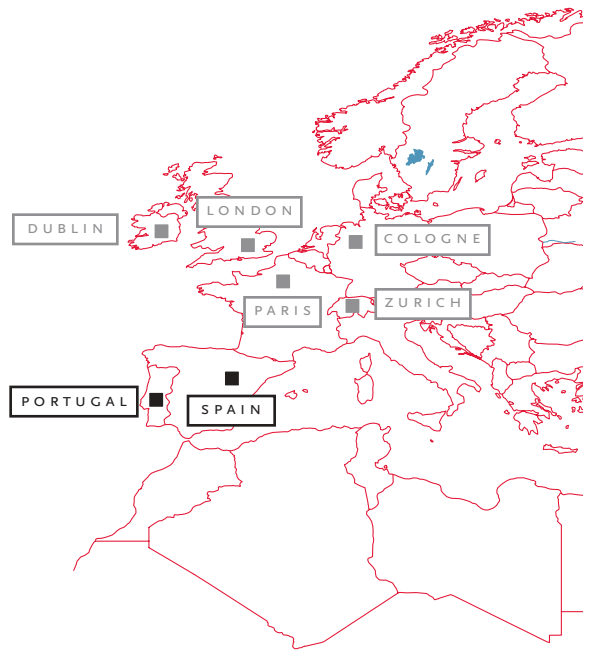 LONDON
DUBLIN
COLOGNE
PARIS
ZURICH
PORTUGAL
SPAIN